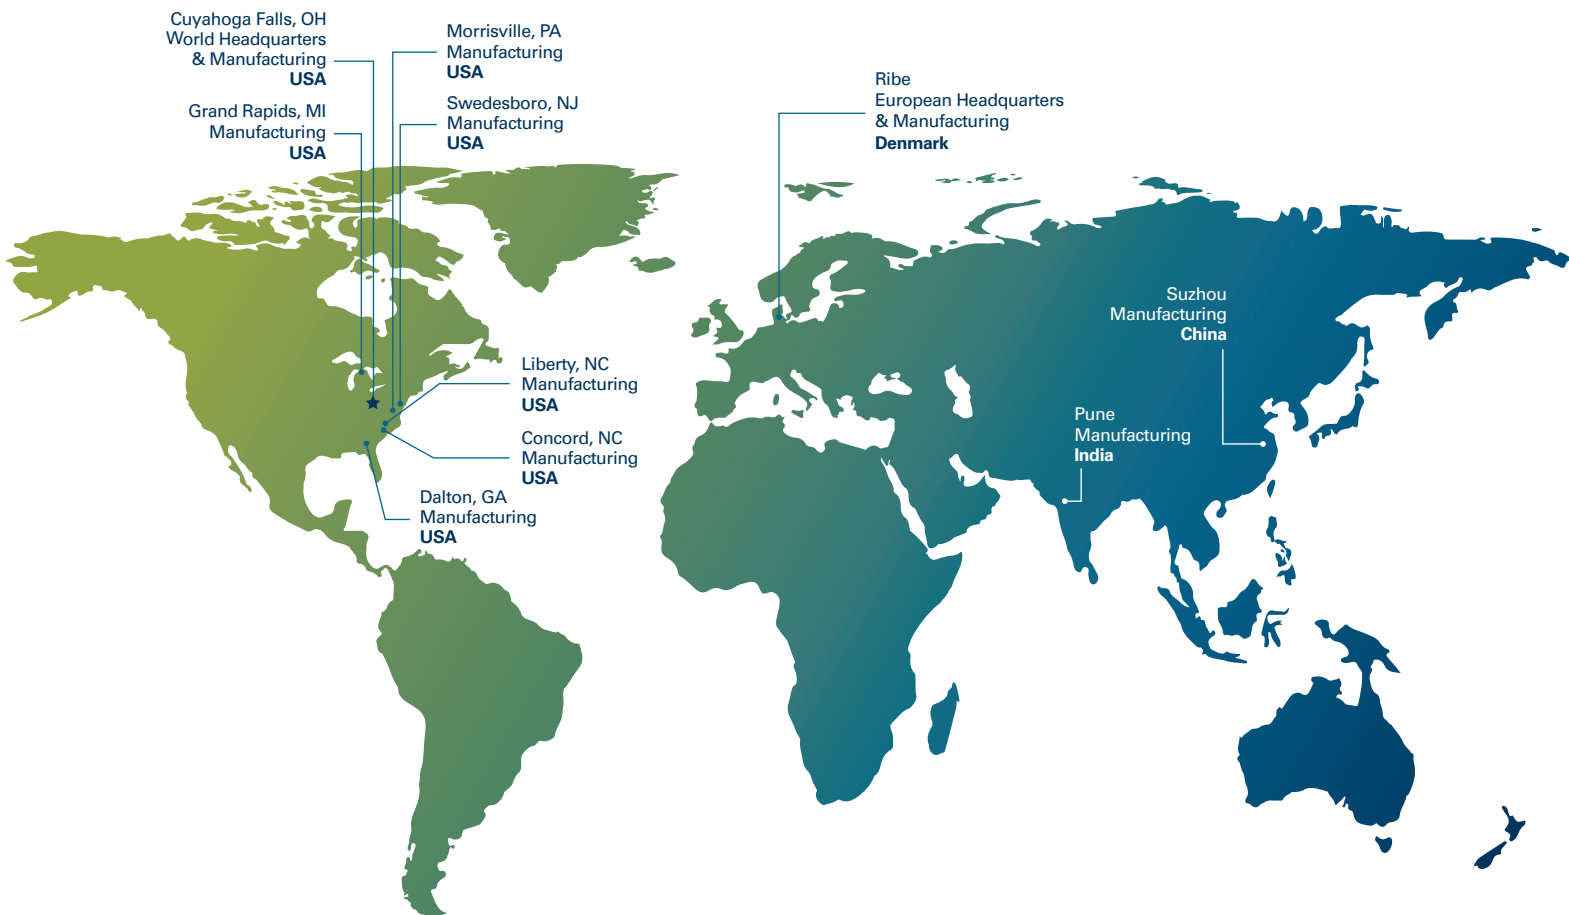 Cuyahoga Falls, OH
World Headquarters
& Manufacturing
USA
Grand Rapids, MI
Manufacturing
USA
Morrisville, PA
Manufacturing
USA
Swedesboro, NJ
Manufacturing
USA
Ribe
European Headquarters
& Manufacturing
Denmark
Suzhou
Manufacturing
China
Liberty, NC
Manufacturing
USA
Concord, NC
Manufacturing
USA
Pune
Manufacturing
India
Dalton, GA
Manufacturing
USA